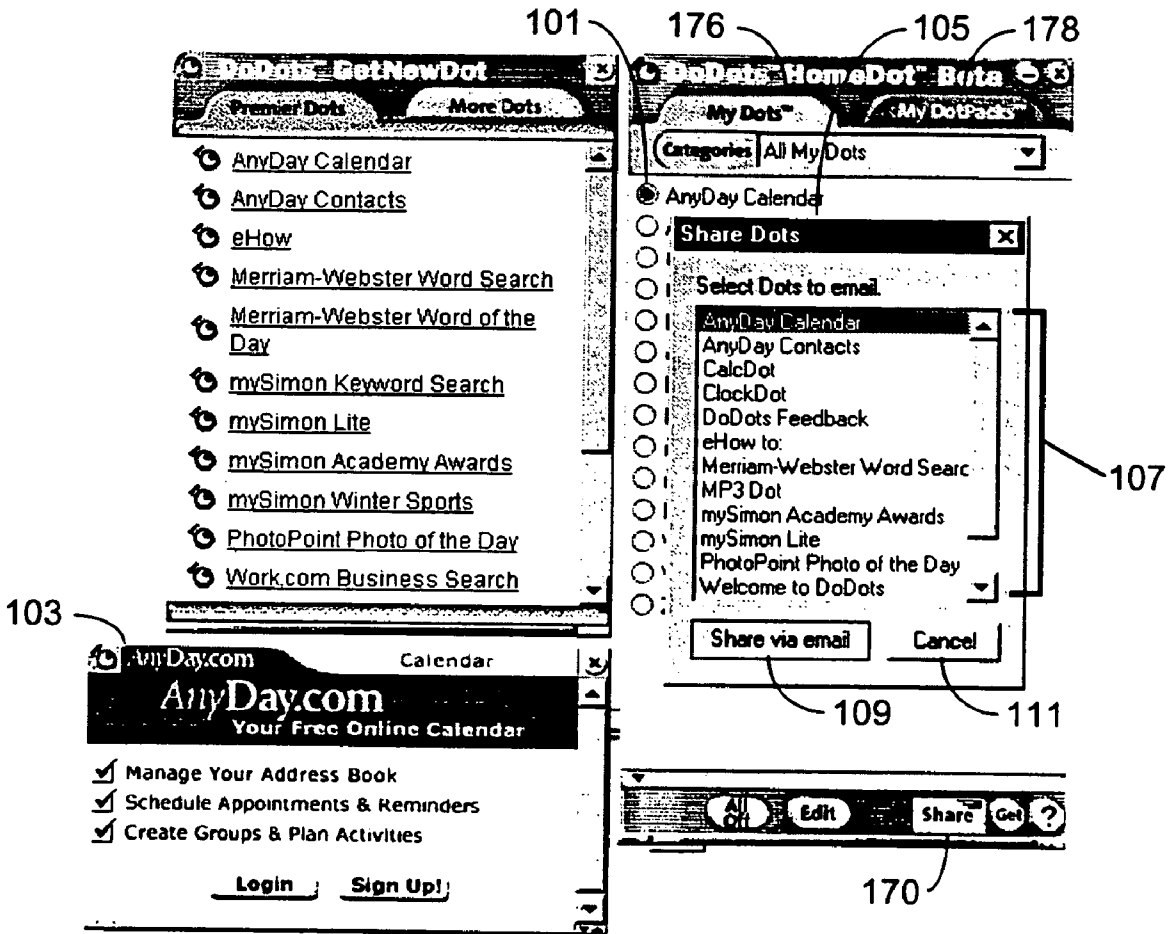 101
176
105
178
DoDots™ GetNewDot
Premier Dots
More Dots
AnyDay Calendar
AnyDay Contacts
eHow
Merriam-Webster Word Search
Merriam-Webster Word of the
Day
mySimon Keyword Search
mySimon Lite
mySimon Academy Awards
mySimon Winter Sports
PhotoPoint Photo of the Day
Work.com Business Search
DoDots™ HomeDot™ Beta
My Dots™
My DotPacks™
Categories
All My Dots
AnyDay Calendar
Share Dots
Select Dots to email.
AnyDay Calendar
AnyDay Contacts
CalcDot
ClockDot
DoDots Feedback
eHow to:
Merriam-Webster Word Searc
MP3 Dot
mySimon Academy Awards
mySimon Lite
PhotoPoint Photo of the Day
Welcome to DoDots
107
Share via email
Cancel
109
111
103
AnyDay.com
Calendar
AnyDay.com
Your Free Online Calendar
Manage Your Address Book
Schedule Appointments & Reminders
Create Groups & Plan Activities
Login
Sign Up!
All Off
Edit
Share
Get
?
170